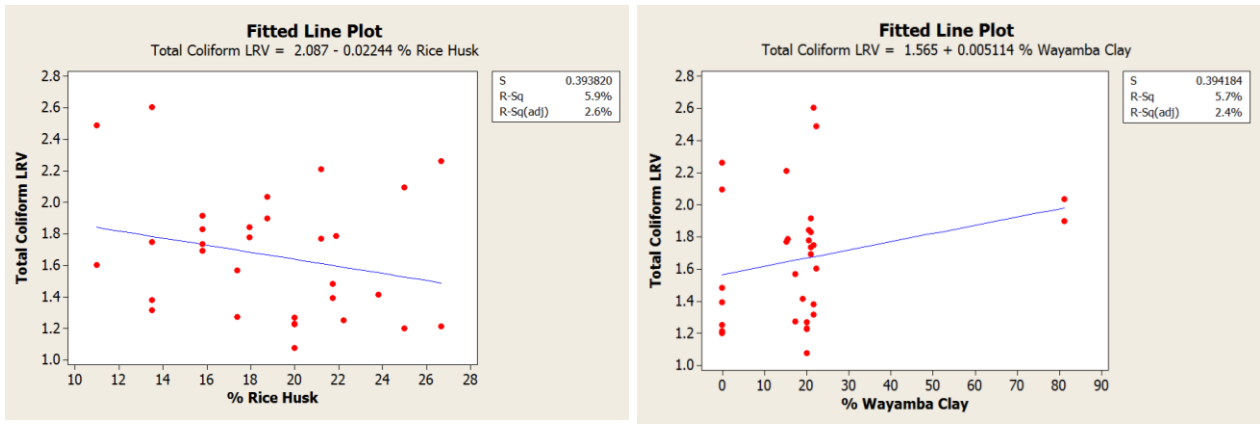 Fitted Line Plot
Total Coliform LRV = 2.087 - 0.02244 % Rice Husk
S 0.393820
R-Sq 5.9%
R-Sq(adj) 2.6%
Total Coliform LRV
2.8
2.6
2.4
2.2
2.0
1.8
1.6
1.4
1.2
1.0
10 12 14 16 18 20 22 24 26 28
% Rice Husk
Fitted Line Plot
Total Coliform LRV = 1.565 + 0.005114 % Wayamba Clay
S 0.394184
R-Sq 5.7%
R-Sq(adj) 2.4%
Total Coliform LRV
2.8
2.6
2.4
2.2
2.0
1.8
1.6
1.4
1.2
1.0
0 10 20 30 40 50 60 70 80 90
% Wayamba Clay